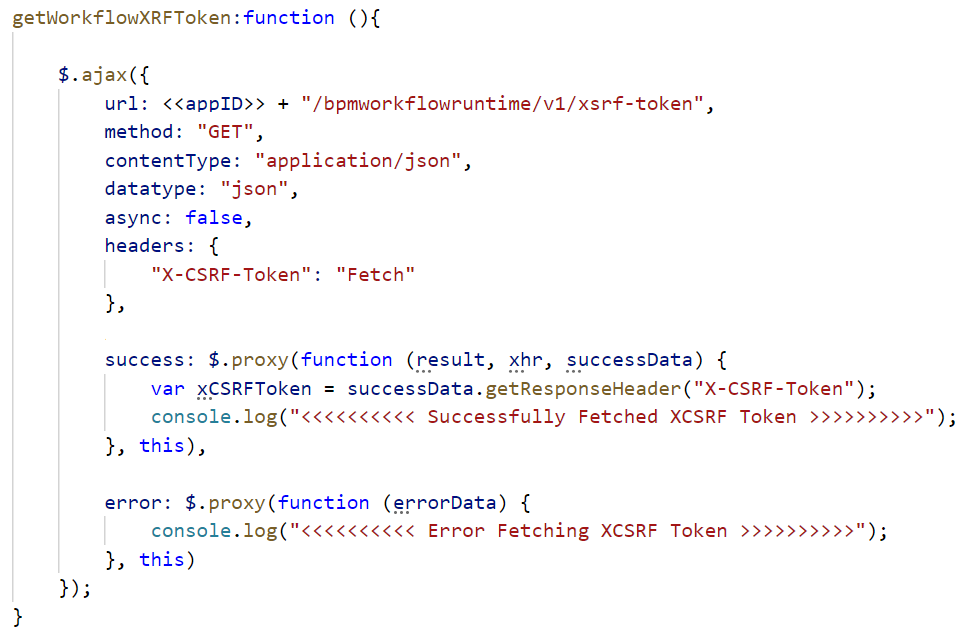 getWorkflowXRFToken:function (){
$.ajax({
url: <<appID>> + "/bpmworkflowruntime/v1/xsrf-token",
method: "GET",
contentType: "application/json",
datatype: "json",
async: false,
headers: {
"X-CSRF-Token": "Fetch"
},
success: $.proxy(function (result, xhr, successData) {
var xCSRFToken = successData.getResponseHeader("X-CSRF-Token");
console.log("<<<<<<<<<< Successfully Fetched XCSRF Token >>>>>>>>>>");
}, this),
error: $.proxy(function (errorData) {
console.log("<<<<<<<<<< Error Fetching XCSRF Token >>>>>>>>>>");
}, this)
});
}